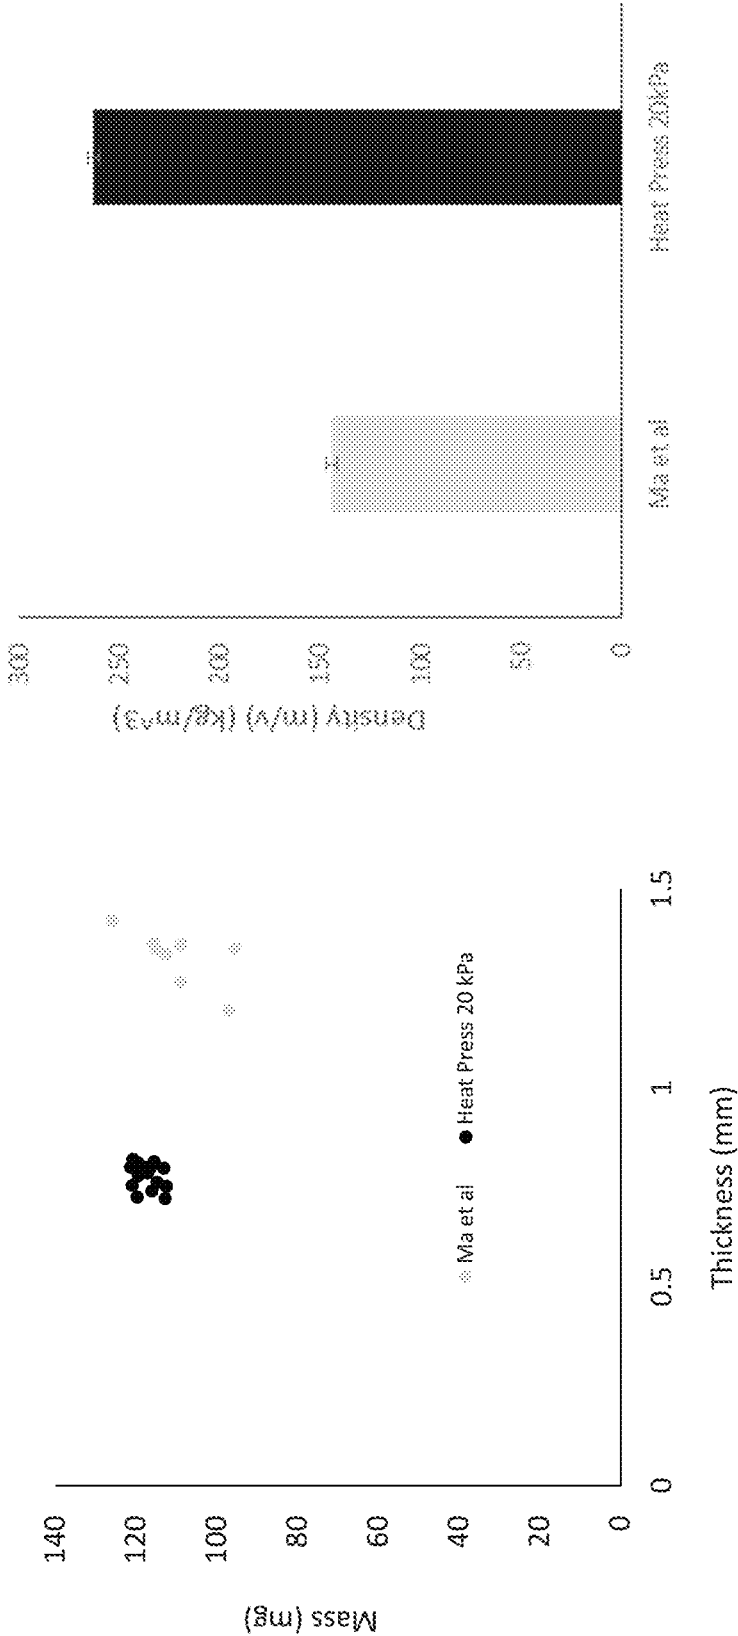 Mass (mg)
140
120
100
80
60
40
20
0
0
0.5
1
1.5
Thickness (mm)
Ma et al
Heat Press 20 kPa
Density (m/v) (kg/m^3)
300
250
200
150
100
50
0
Ma et al
Heat Press 20kPa